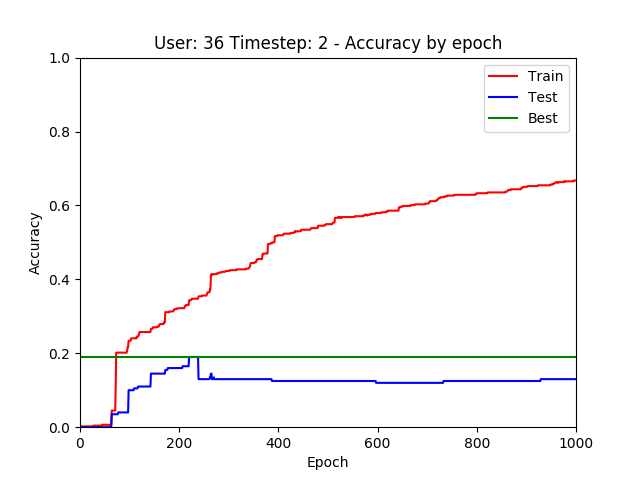 User: 36 Timestep: 2 - Accuracy by epoch
1.0
0.8
0.6
0.4
0.2
0.0
Accuracy
Train
Test
Best
0 200 400 600 800 1000
Epoch